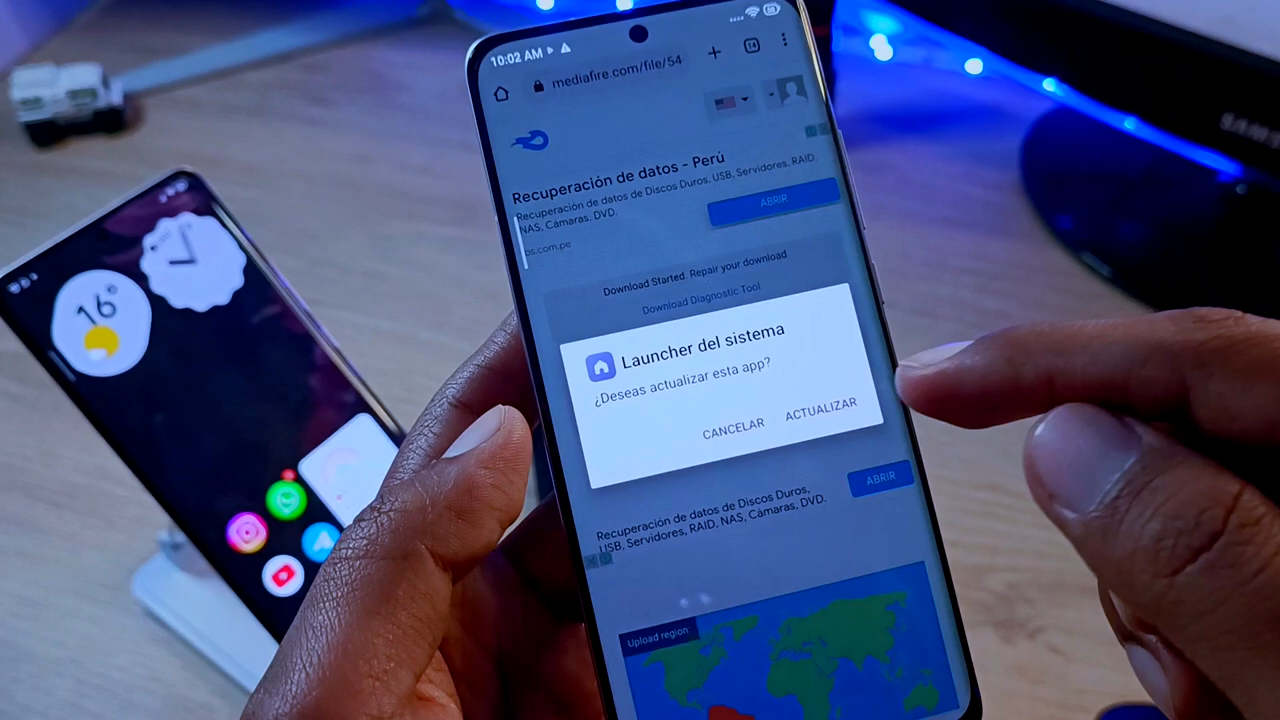 10:02 AM
mediafire.com/file/54
14
Recuperación de datos - Perú
Recuperación de datos de Discos Duros, USB, Servidores, RAID,
NAS, Cámaras, DVD.
ABRIR
Download Started. Repair your download
Download Diagnostic Tool
Launcher del sistema
¿Deseas actualizar esta app?
CANCELAR
ACTUALIZAR
ABRIR
Recuperación de datos de Discos Duros,
USB, Servidores, RAID, NAS, Cámaras, DVD.
Upload region:
16°